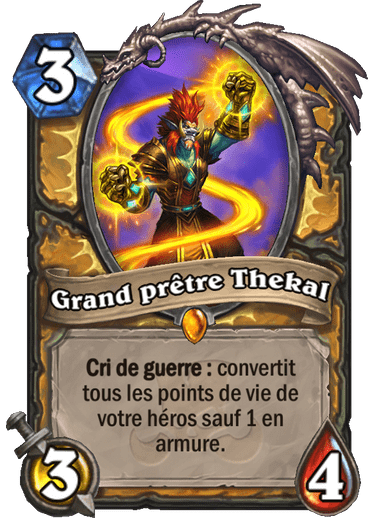 3
Grand prêtre Thekal
Cri de guerre : convertit
tous les points de vie de
votre héros sauf 1 en
armure.
3
4